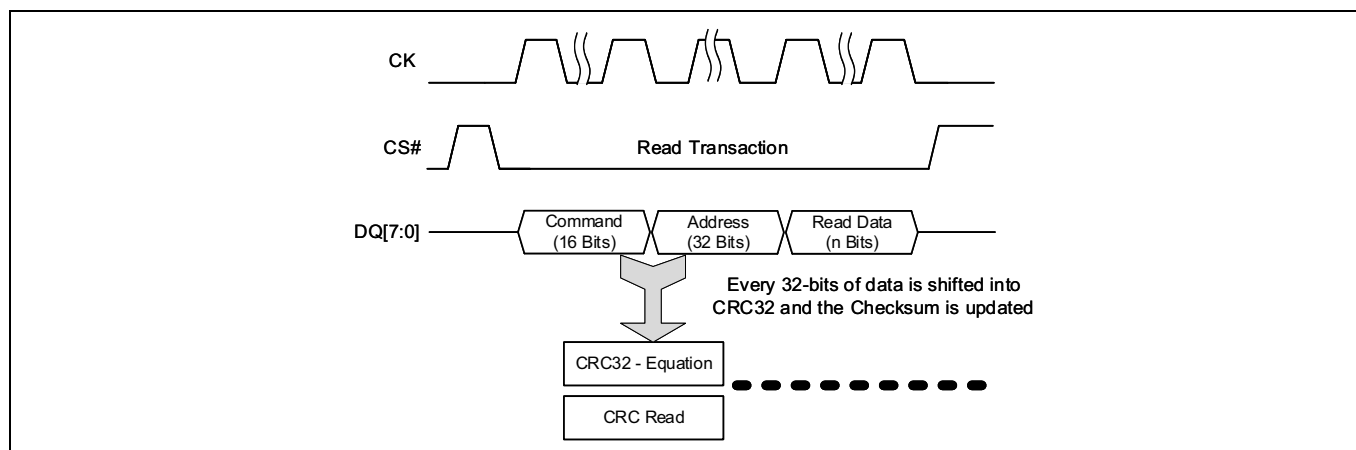 CK
CS#
Read Transaction
DQ[7:0]
Command
(16 Bits)
Address
(32 Bits)
Read Data
(n Bits)
Every 32-bits of data is shifted into
CRC32 and the Checksum is updated
CRC32 - Equation
CRC Read